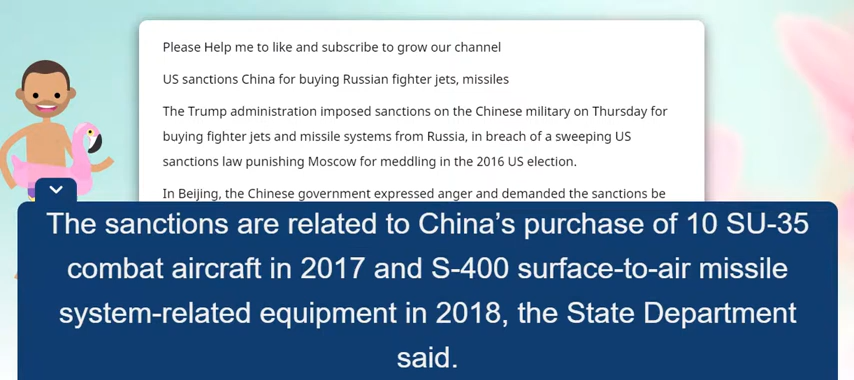 Please Help me to like and subscribe to grow our channel
US sanctions China for buying Russian fighter jets, missiles
The Trump administration imposed sanctions on the Chinese military on Thursday for
buying fighter jets and missile systems from Russia, in breach of a sweeping US
sanctions law punishing Moscow for meddling in the 2016 US election.
In Beijing, the Chinese government expressed anger and demanded the sanctions be
The sanctions are related to China’s purchase of 10 SU-35
combat aircraft in 2017 and S-400 surface-to-air missile
system-related equipment in 2018, the State Department
said.